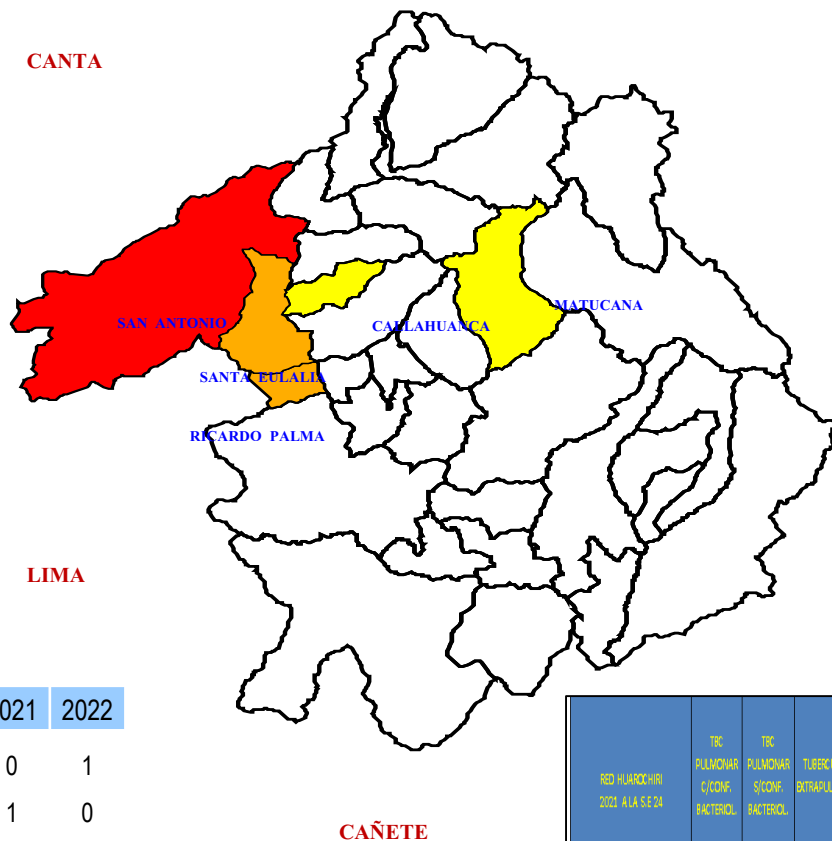 CANTA
SAN ANTONIO
CALLAHUANCA
MATUCANA
SANTA EULALIA
RICARDO PALMA
LIMA
021 2022
0 1
1 0
CAÑETE
RED HUAROCHIRI
2021 A LA S.E 24
TBC
PULMONAR
C/CONF.
BACTERIOL.
TBC
PULMONAR
S/CONF.
BACTERIOL.